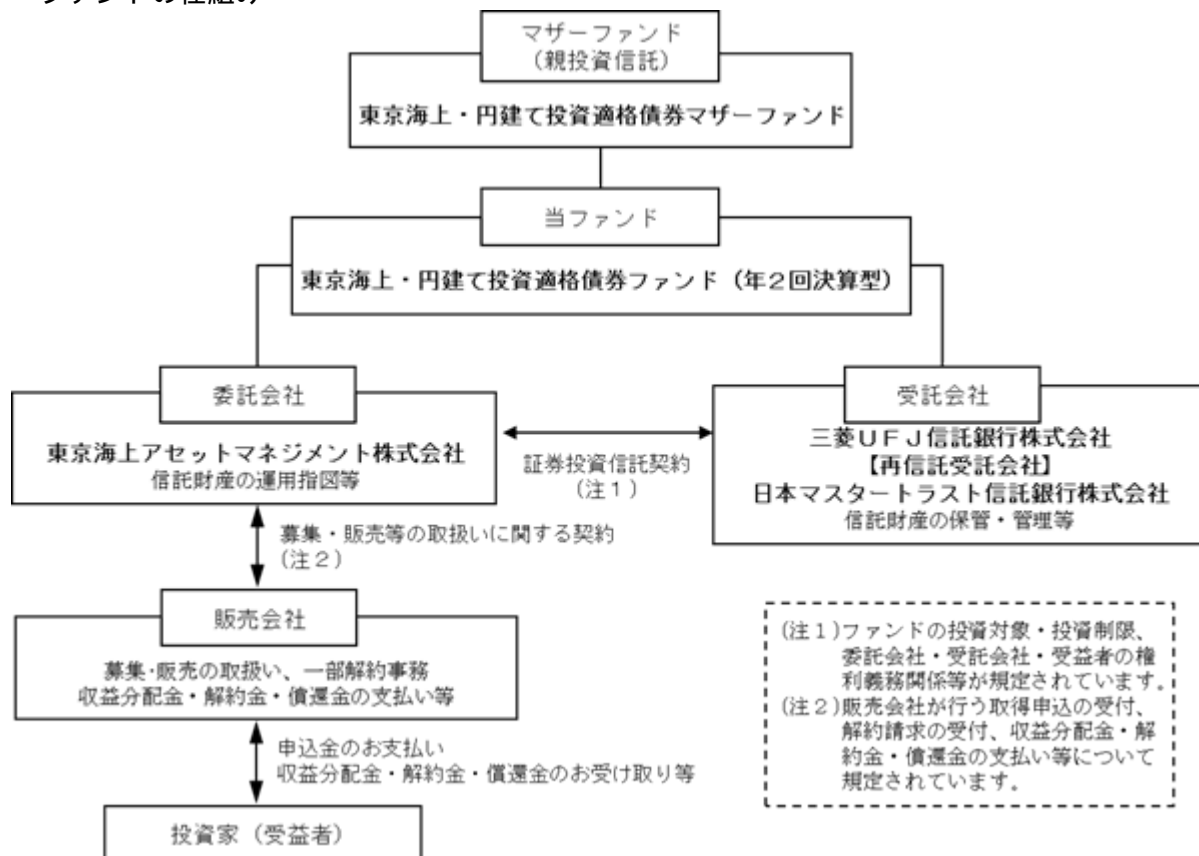 ファンドの仕組み
マザーファンド
（親投資信託）
東京海上・円建て投資適格債券マザーファンド
当ファンド
東京海上・円建て投資適格債券ファンド（年２回決算型）
委託会社
東京海上アセットマネジメント株式会社
信託財産の運用指図等
証券投資信託契約
（注１）
受託会社
三菱ＵＦＪ信託銀行株式会社
【再信託受託会社】
日本マスタートラスト信託銀行株式会社
信託財産の保管・管理等
募集・販売等の取扱いに関する契約
（注２）
販売会社
募集・販売の取扱い、一部解約事務
収益分配金・解約金・償還金の支払い等
申込金のお支払い
収益分配金・解約金・償還金のお受け取り等
投資家（受益者）
(注１)ファンドの投資対象・投資制限、
委託会社・受託会社・受益者の権
利義務関係等が規定されています。
(注２)販売会社が行う取得申込の受付、
解約請求の受付、収益分配金・解
約金・償還金の支払い等について
規定されています。